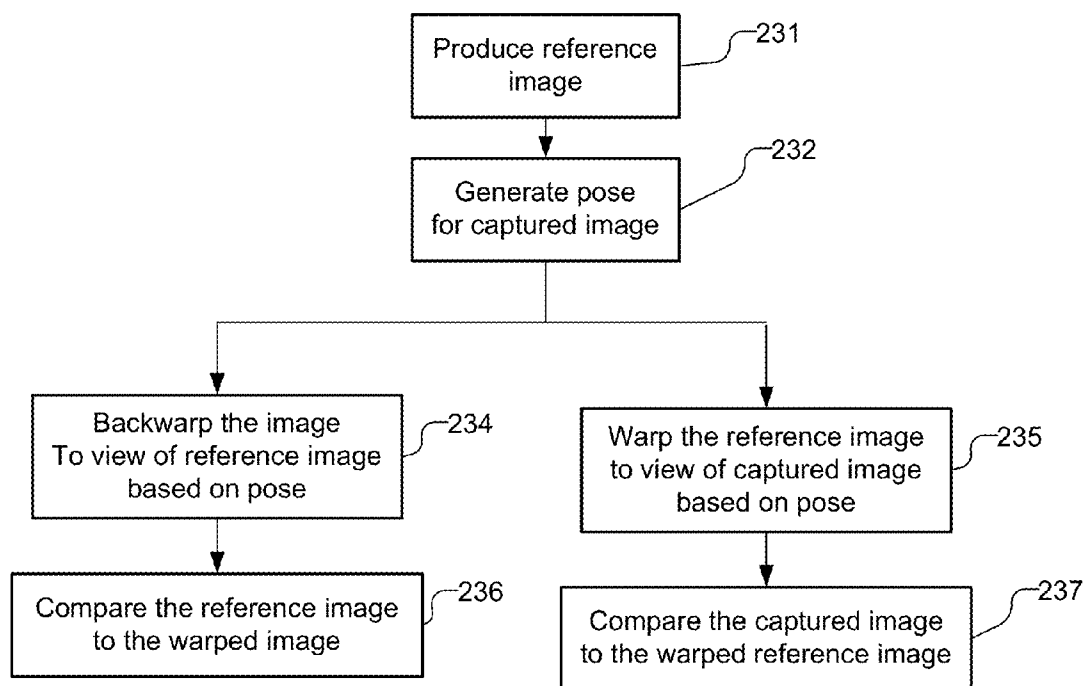 Produce reference
image
231
Generate pose
for captured image
232
Backwarp the image
To view of reference image
based on pose
234
Warp the reference image
to view of captured image
based on pose
235
Compare the reference image
to the warped image
236
Compare the captured image
to the warped reference image
237